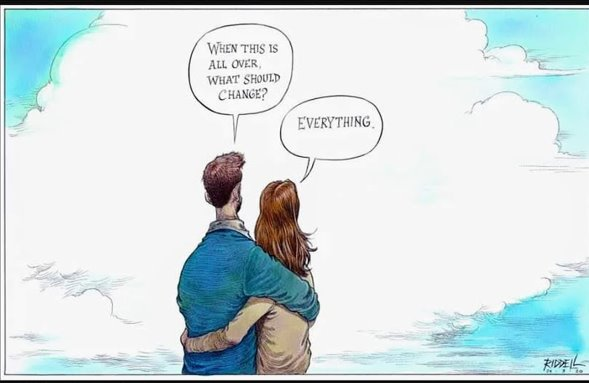 WHEN THIS IS
ALL OVER,
WHAT SHOULD
CHANGE?
EVERYTHING.
RIDDELL